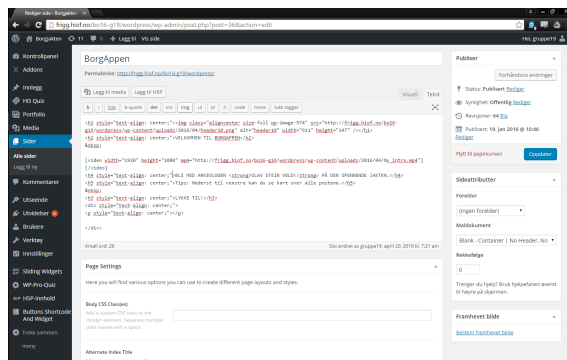 Rediger side ‹ Borgjakten
frigg.hiof.no/bo16-g19/wordpress/wp-admin/post.php?post=36&action=edit
Borgjakten 11 0 + Legg til Vis side Hei, gruppe19
Kontrollpanel
Addons
Innlegg
HD Quiz
Portfolio
Media
Sider
Alle sider
Legg til ny
Kommentarer
Utseende
Utvidelser
Brukere
Verktøy
Innstillinger
Sliding Widgets
WP-Pro-Quiz
H5P-innhold
Buttons Shortcode
And Widget
Trekk sammen
meny
BorgAppen
Permalenke: http://frigg.hiof.no/bo16-g19/wordpress/
Legg til media Legg til H5P Visuell Tekst
b i link b-quote del ins img ul ol li code more lukk tagger
<h1 style="text-align: center;"><img class="aligncenter size-full wp-image-974" src="http://frigg.hiof.no/bo16-
g19/wordpress/wp-content/uploads/2016/04/header10.png" alt="header10" width="911" height="147" /></h1>
<h2 style="text-align: center;">VELKOMMEN TIL BORGAPPEN</h2>
&nbsp;
[video width="1920" height="1080" mp4="http://frigg.hiof.no/bo16-g19/wordpress/wp-content/uploads/2016/04/Ny_intro.mp4"]
[/video]
<h4 style="text-align: center;">BLI MED ARKEOLOGEN <strong>OLAV STEIN VOLD</strong> PÅ DEN SPENNENDE JAKTEN.</h4>
<h5 style="text-align: center;">Tips: Nederst til venstre kan du se kart over alle postene.</h5>
&nbsp;
<h3 style="text-align: center;">LYKKE TIL!</h3>
<div style="text-align: center;">
<p style="text-align: center;"></p>
</div>
Antall ord: 26 Sist endret av gruppe19, april 20, 2016 kl. 7:21 am
Page Settings
Here you will find various options you can use to create different page layouts and styles.
Body CSS Class(es)
Add a custom CSS class to the
<body> element. Separate multiple
class names with a space.
Alternate Index Title
Publiser
Forhåndsvis endringer
Status: Publisert Rediger
Synlighet: Offentlig Rediger
Revisjoner: 64 Bla
Publisert: 19. jan 2016 @ 10:46
Rediger
Flytt til papirkurven Oppdater
Sideattributter
Forelder
(ingen forelder)
Maldokument
Blank - Container | No Header, No
Rekkefølge
0
Trenger du hjelp? Bruk hjelpefanen øverst
til høyre på skjermen.
Fremhevet bilde
Bestem fremhevet bilde